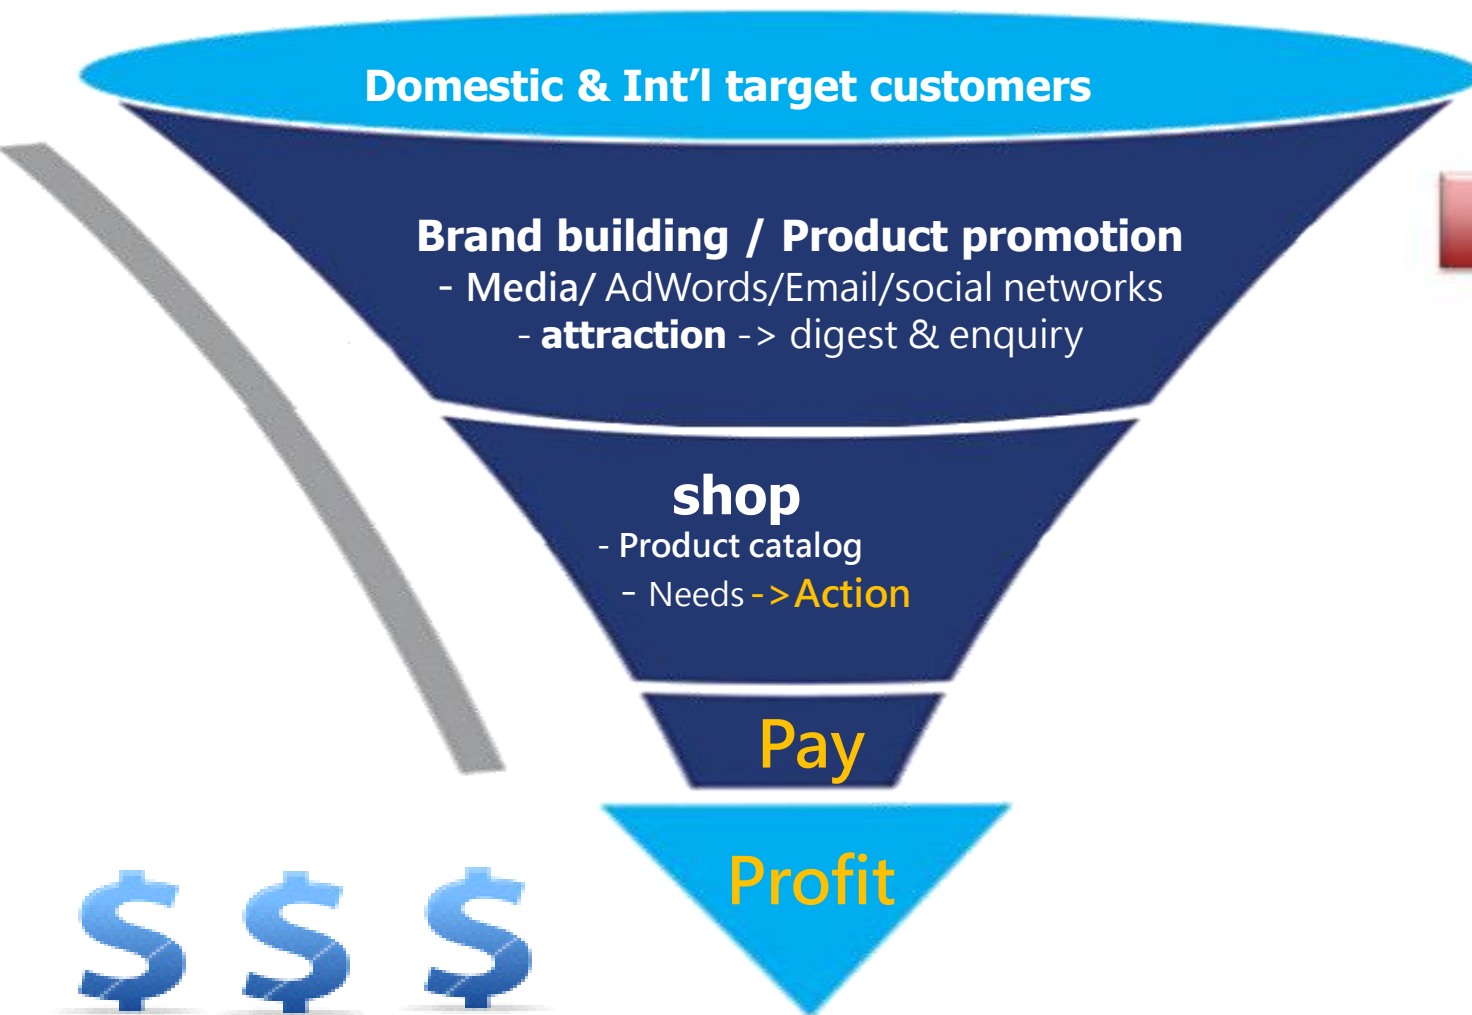 Domestic & Int’l target customers
Brand building / Product promotion
- Media/ AdWords/Email/social networks
- attraction -> digest & enquiry
shop
- Product catalog
- Needs ->Action
Pay
Profit
$ $ $